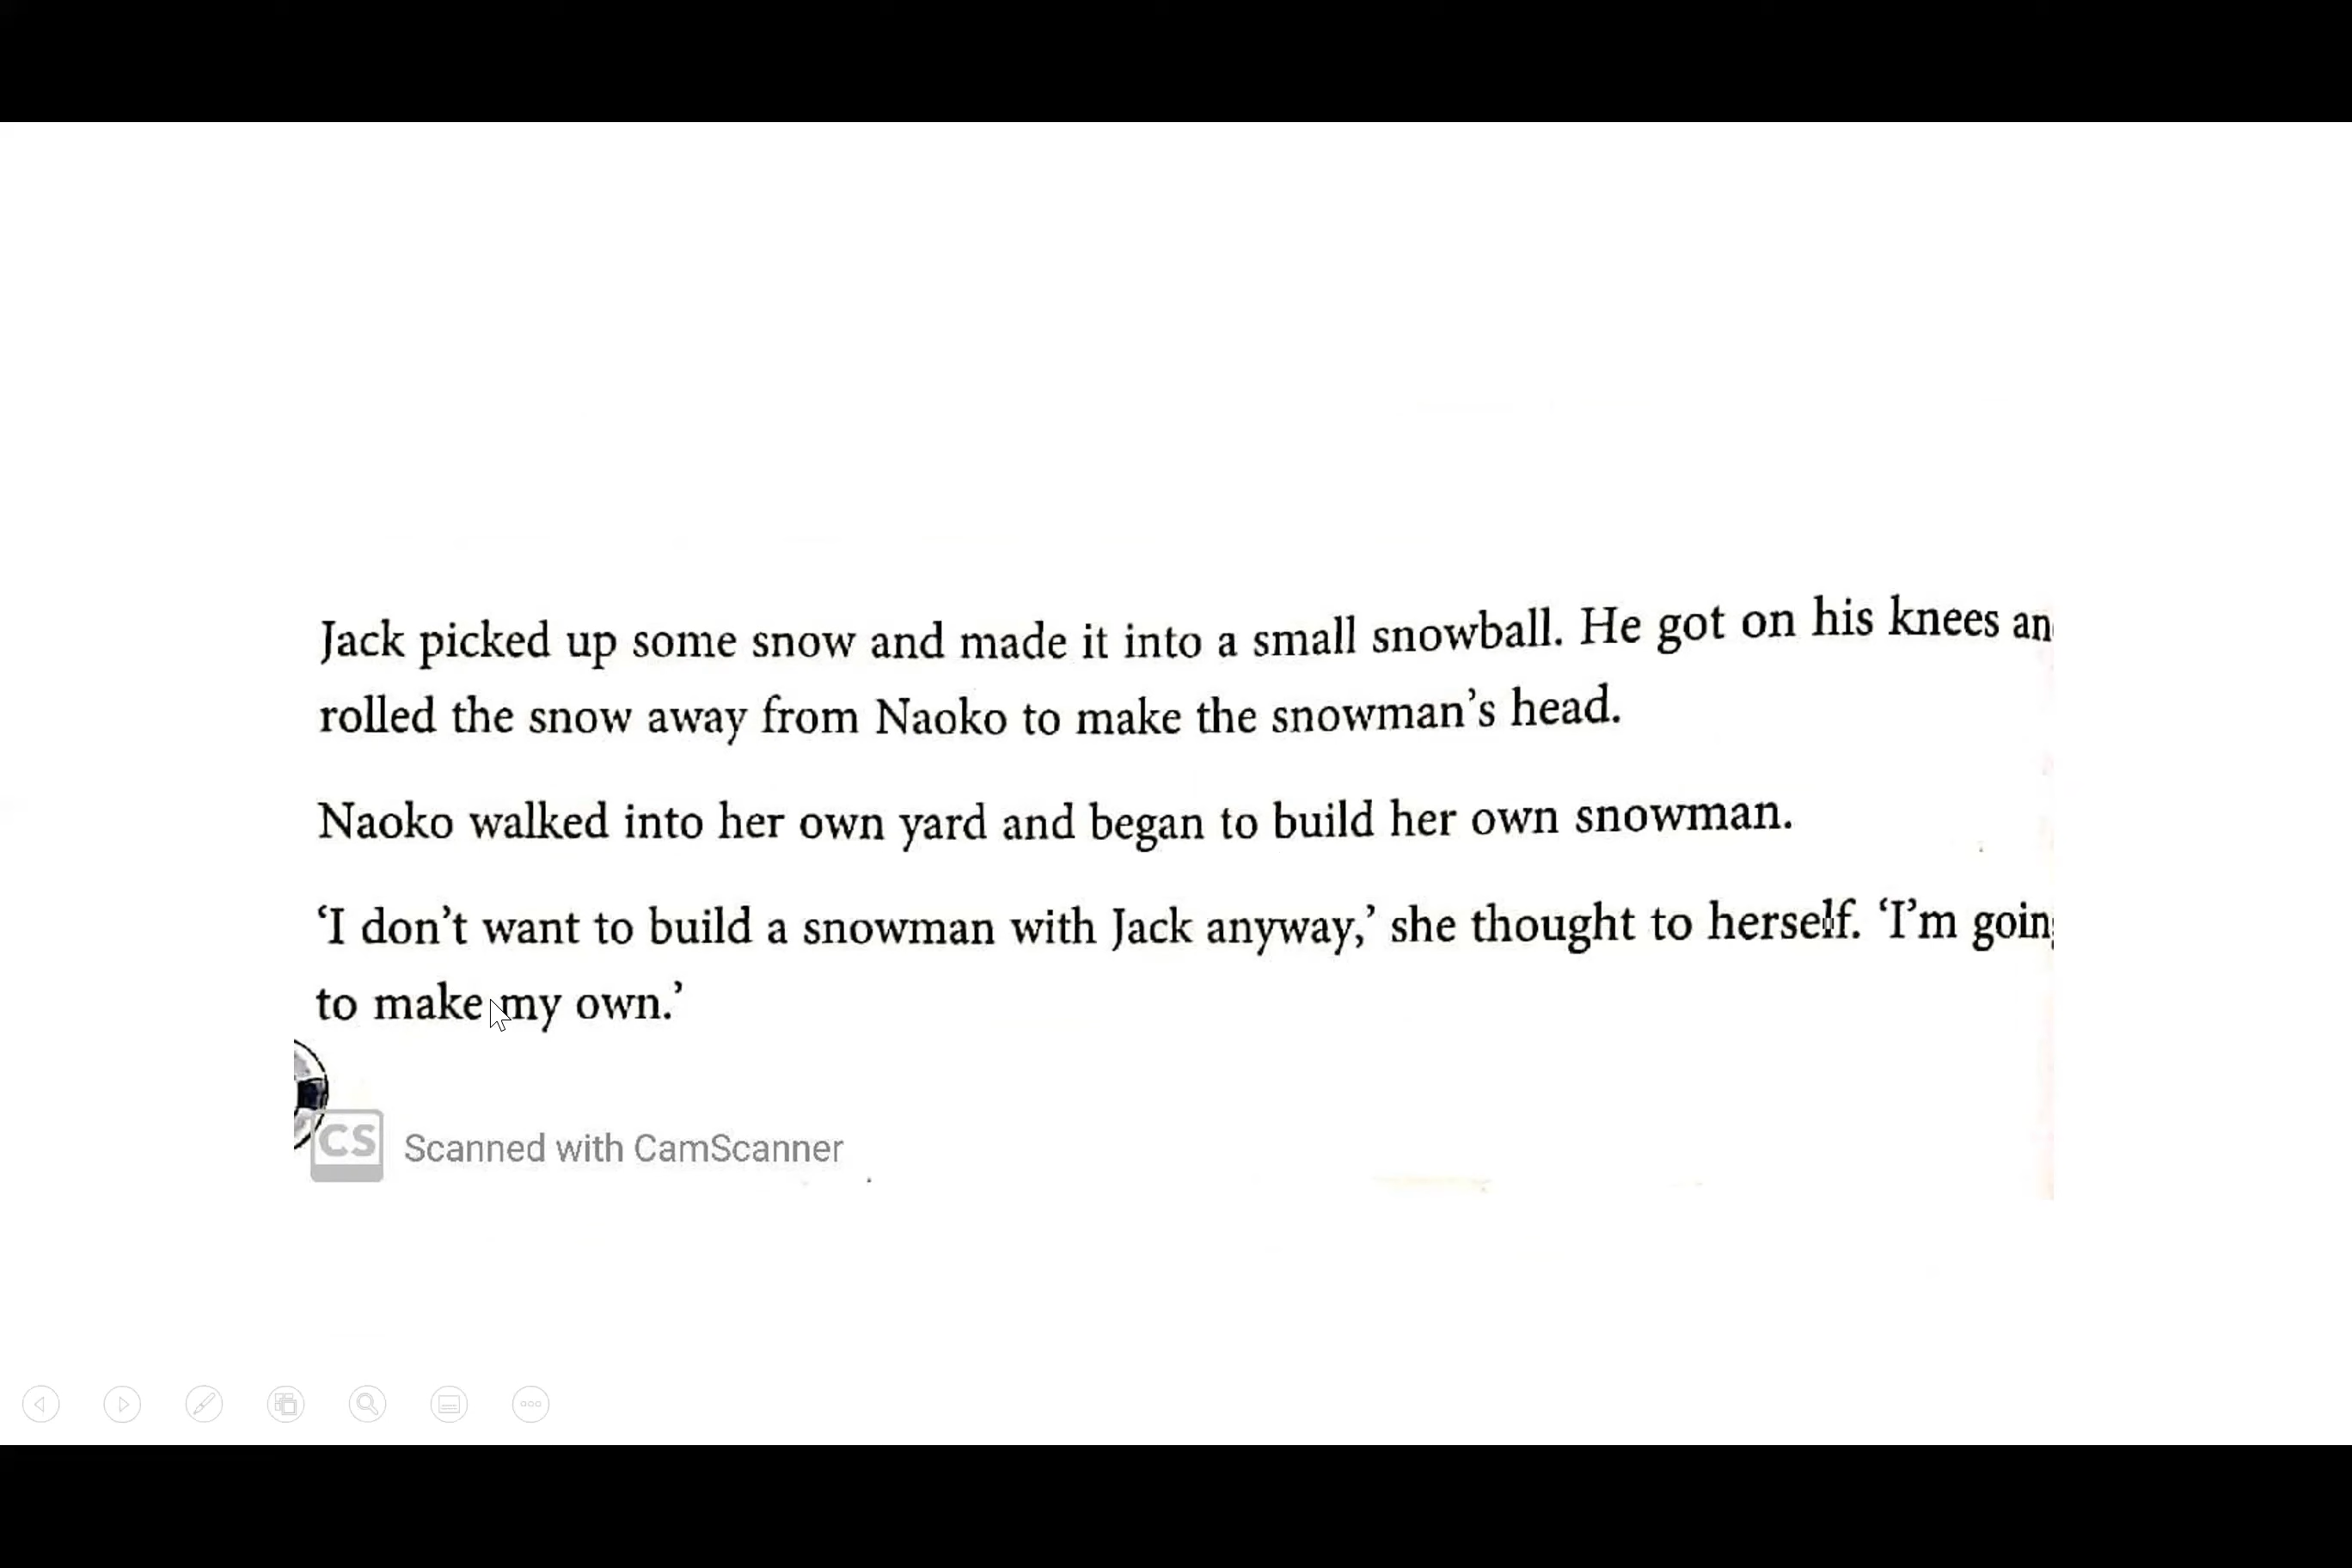 Jack picked up some snow and made it into a small snowball. He got on his knees an
rolled the snow away from Naoko to make the snowman's head.
Naoko walked into her own yard and began to build her own snowman.
‘I don't want to build a snowman with Jack anyway,’ she thought to herself. ‘I'm goin
to make my own.’
CS Scanned with CamScanner